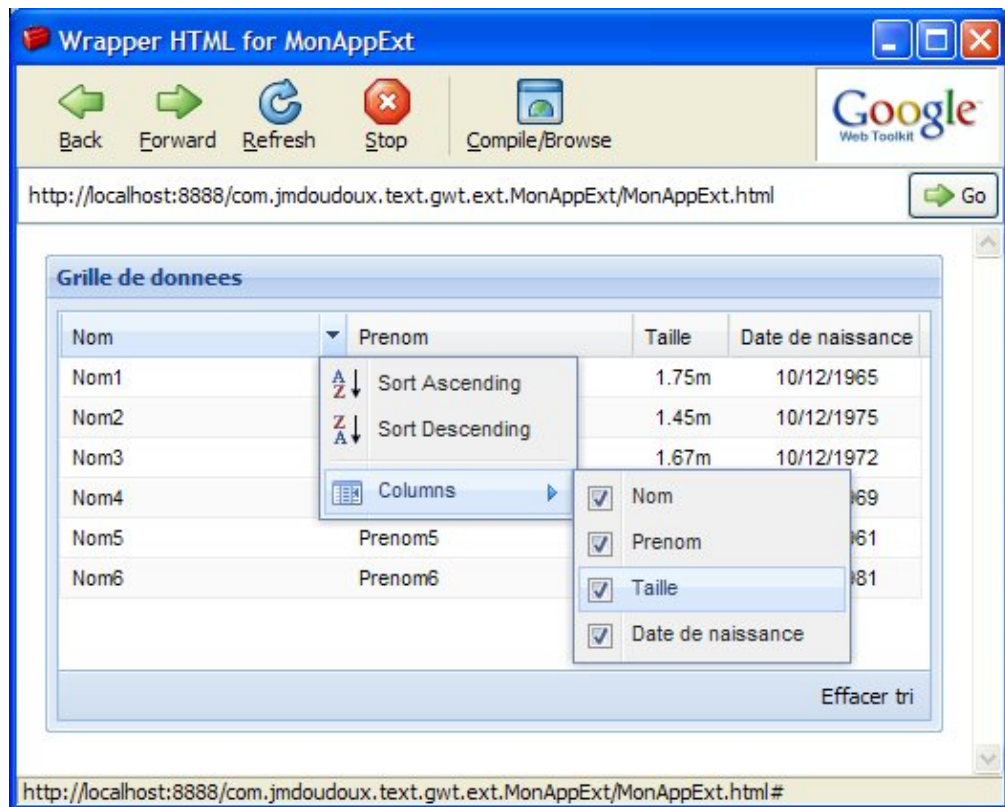 Wrapper HTML for MonAppExt
Back Forward Refresh Stop Compile/Browse
Google
Web Toolkit
http://localhost:8888/com.jmdoudoux.text.gwt.ext.MonAppExt/MonAppExt.html Go
Grille de donnees
Nom Prenom Taille Date de naissance
Nom1 1.75m 10/12/1965
Nom2 1.45m 10/12/1975
Nom3 1.67m 10/12/1972
Nom4 969
Nom5 Prenom5 961
Nom6 Prenom6 981
A Z Sort Ascending
Z A Sort Descending
Columns
Nom
Prenom
Taille
Date de naissance
Effacer tri
http://localhost:8888/com.jmdoudoux.text.gwt.ext.MonAppExt/MonAppExt.html#